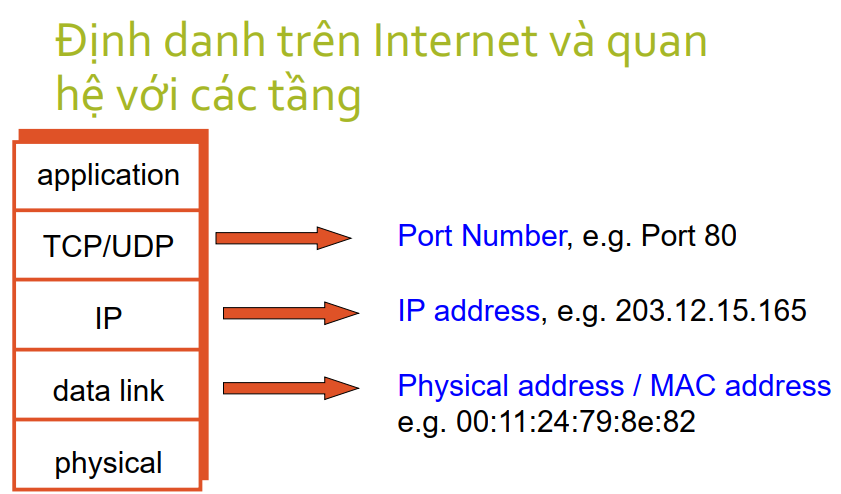 Định danh trên Internet và quan
hệ với các tầng
application
TCP/UDP
Port Number, e.g. Port 80
IP
IP address, e.g. 203.12.15.165
data link
Physical address / MAC address
e.g. 00:11:24:79:8e:82
physical